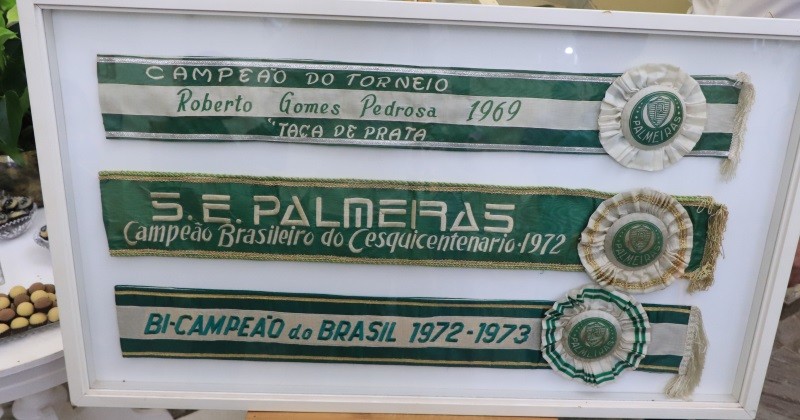 CAMPEÃO DO TORNEIO
Roberto Gomes Pedrosa 1969
"TAÇA DE PRATA
PALMEIRAS
S.E. PALMEIRAS
Campeão Brasileiro do Cesquicentenario·1972
PALMEIRAS
BI-CAMPEÃO do BRASIL 1972-1973